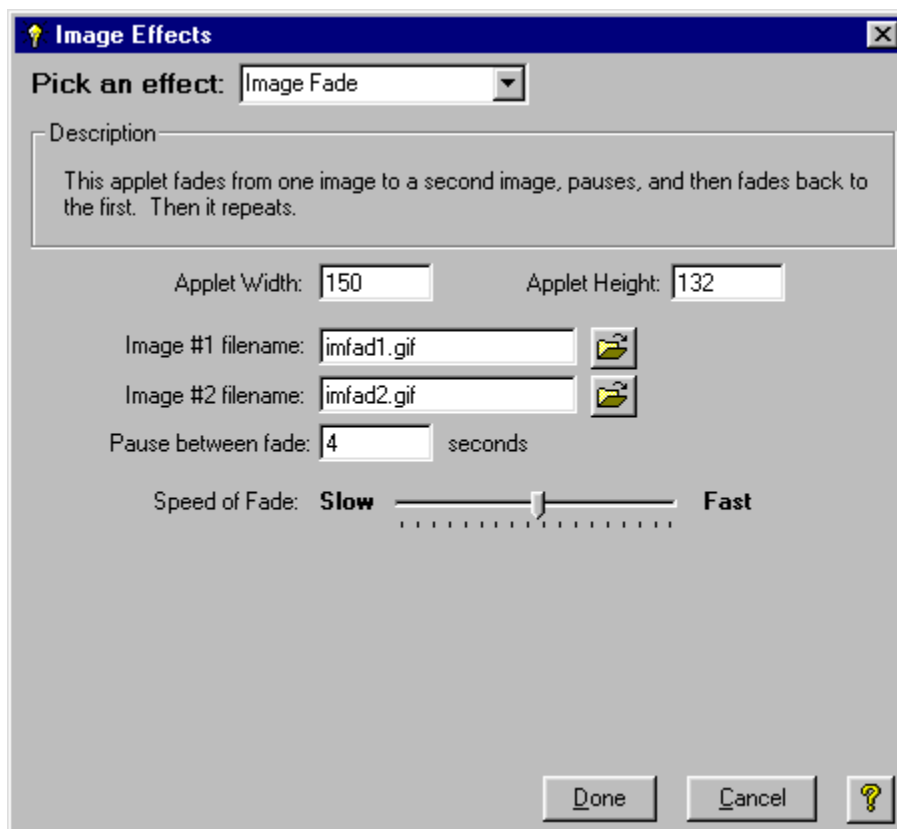 Image Effects
Pick an effect: Image Fade
Description
This applet fades from one image to a second image, pauses, and then fades back to
the first. Then it repeats.
Applet Width: 150 Applet Height: 132
Image #1 filename: imfad1.gif
Image #2 filename: imfad2.gif
Pause between fade: 4 seconds
Speed of Fade: Slow Fast
Done Cancel ?